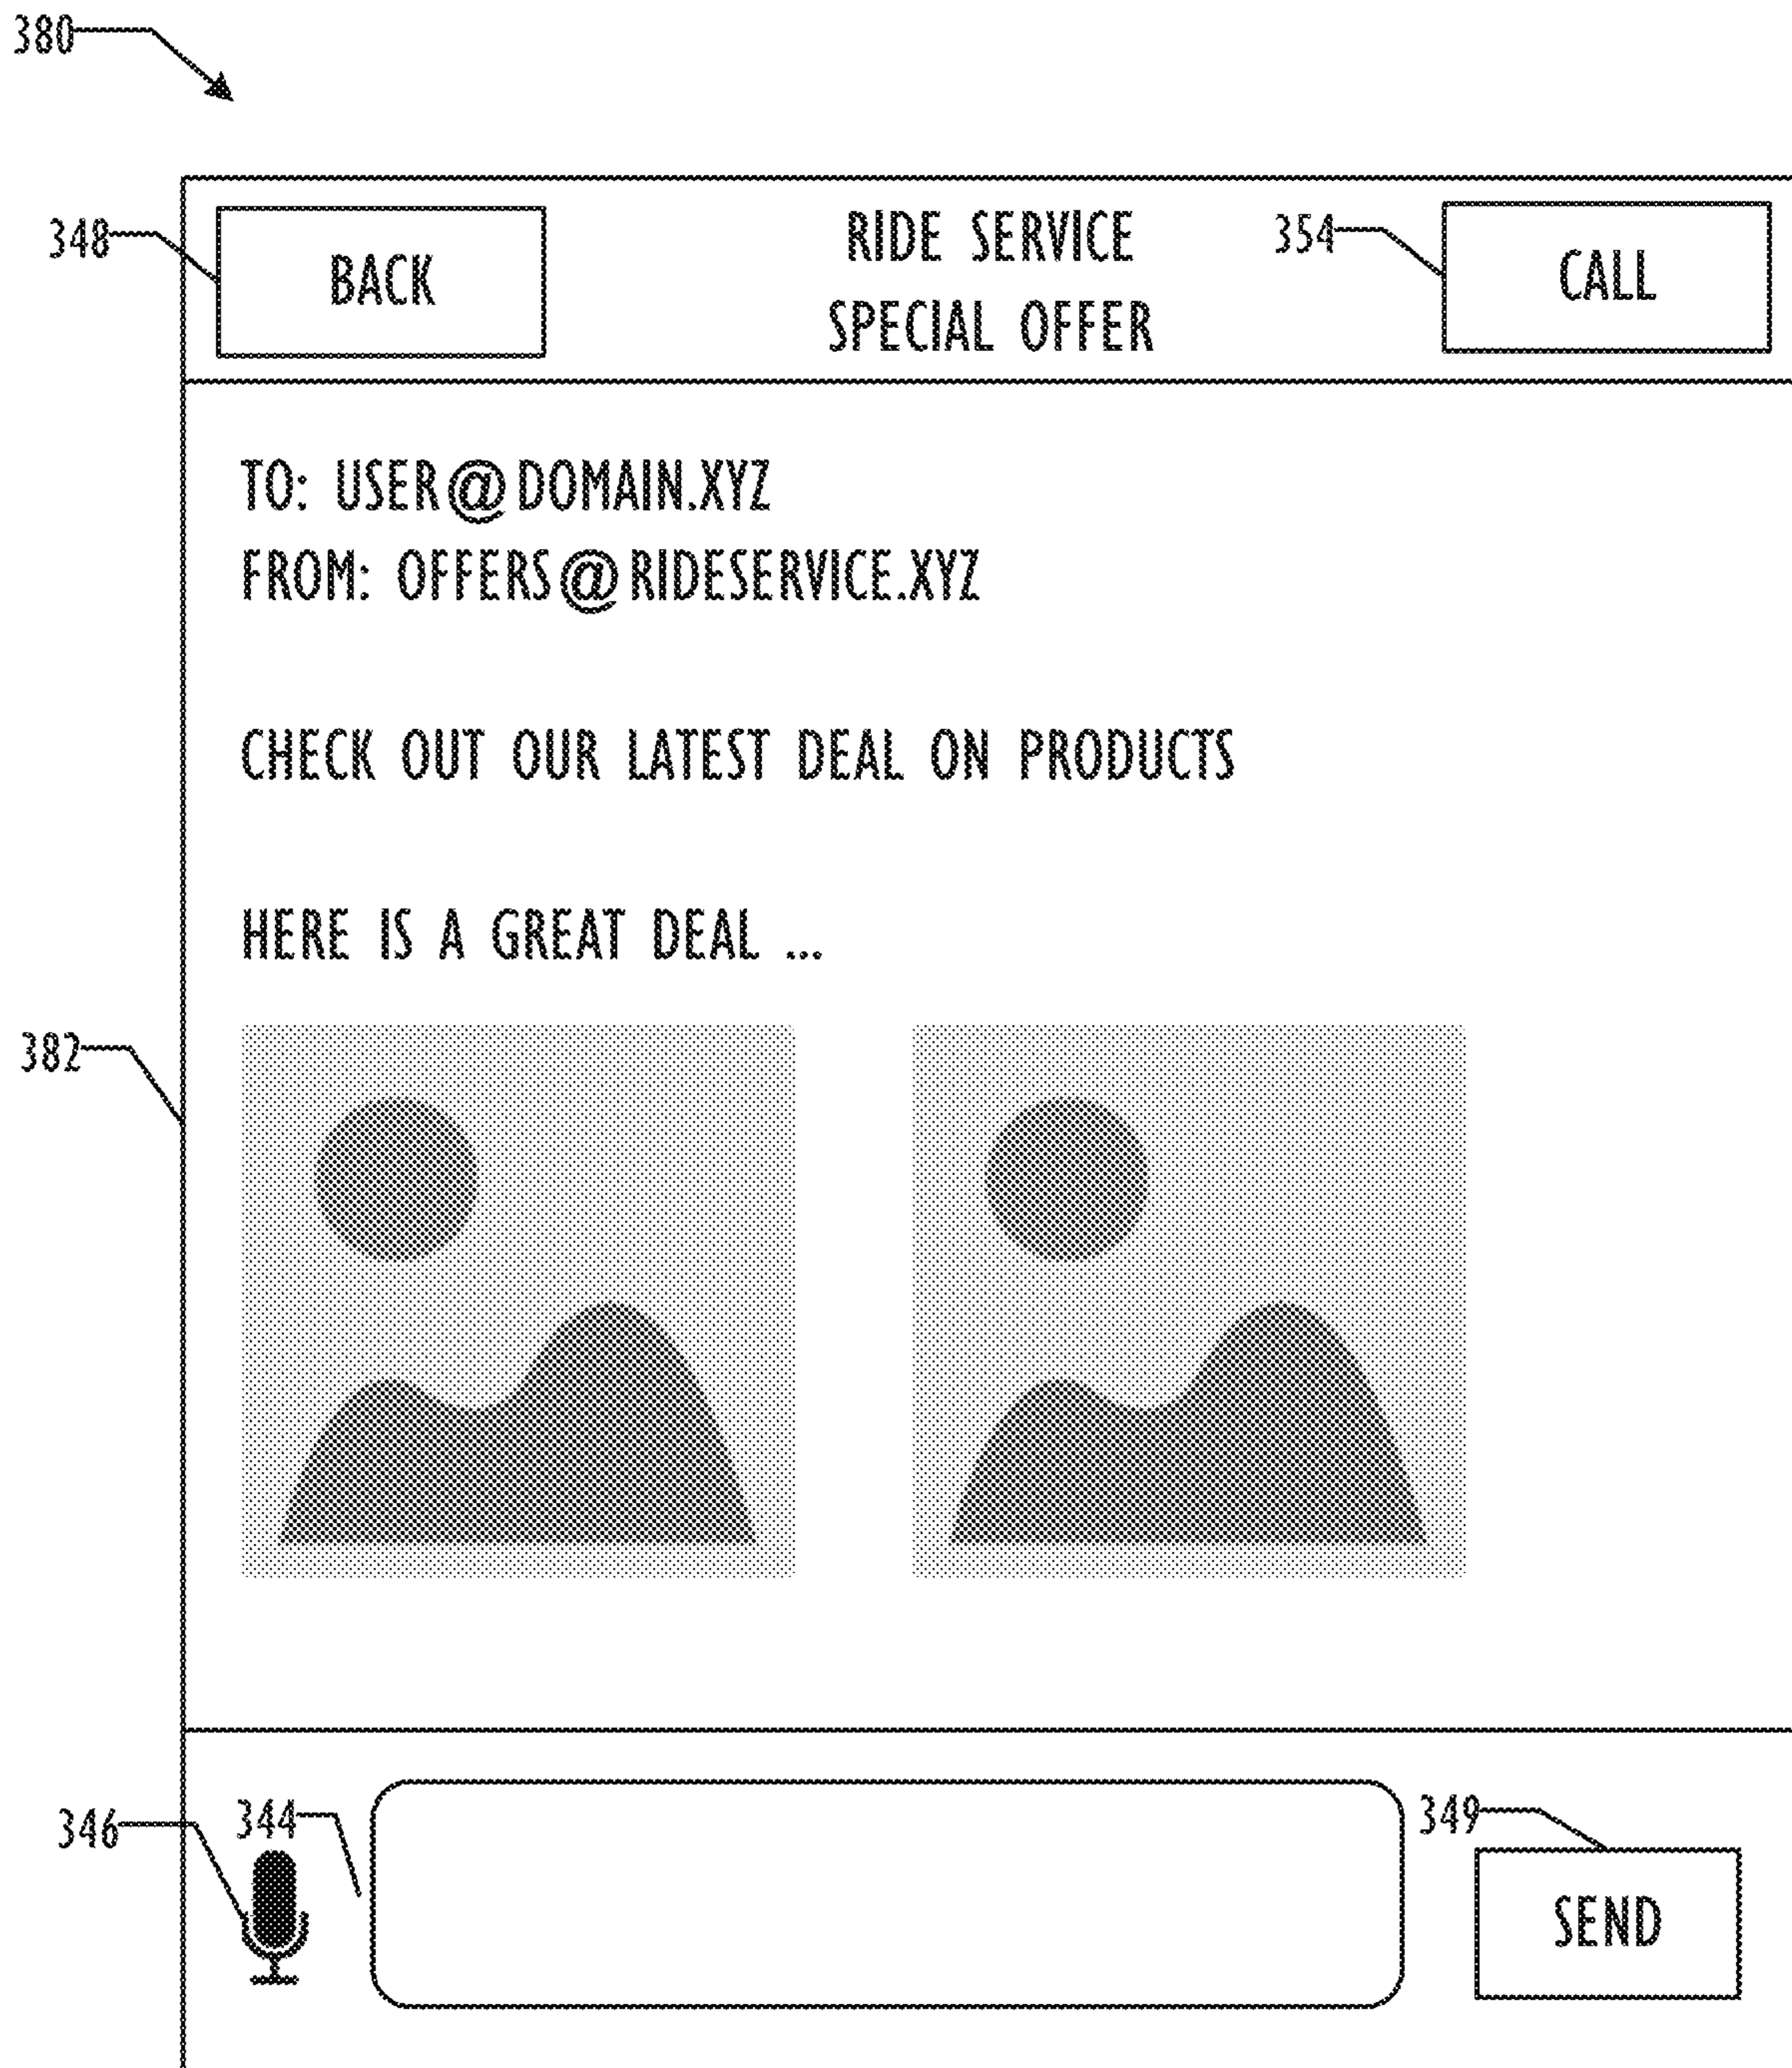 380
348
BACK
RIDE SERVICE
SPECIAL OFFER
354
CALL
TO: USER@DOMAIN.XYZ
FROM: OFFERS@RIDESERVICE.XYZ
CHECK OUT OUR LATEST DEAL ON PRODUCTS
HERE IS A GREAT DEAL ...
382
346
344
349
SEND